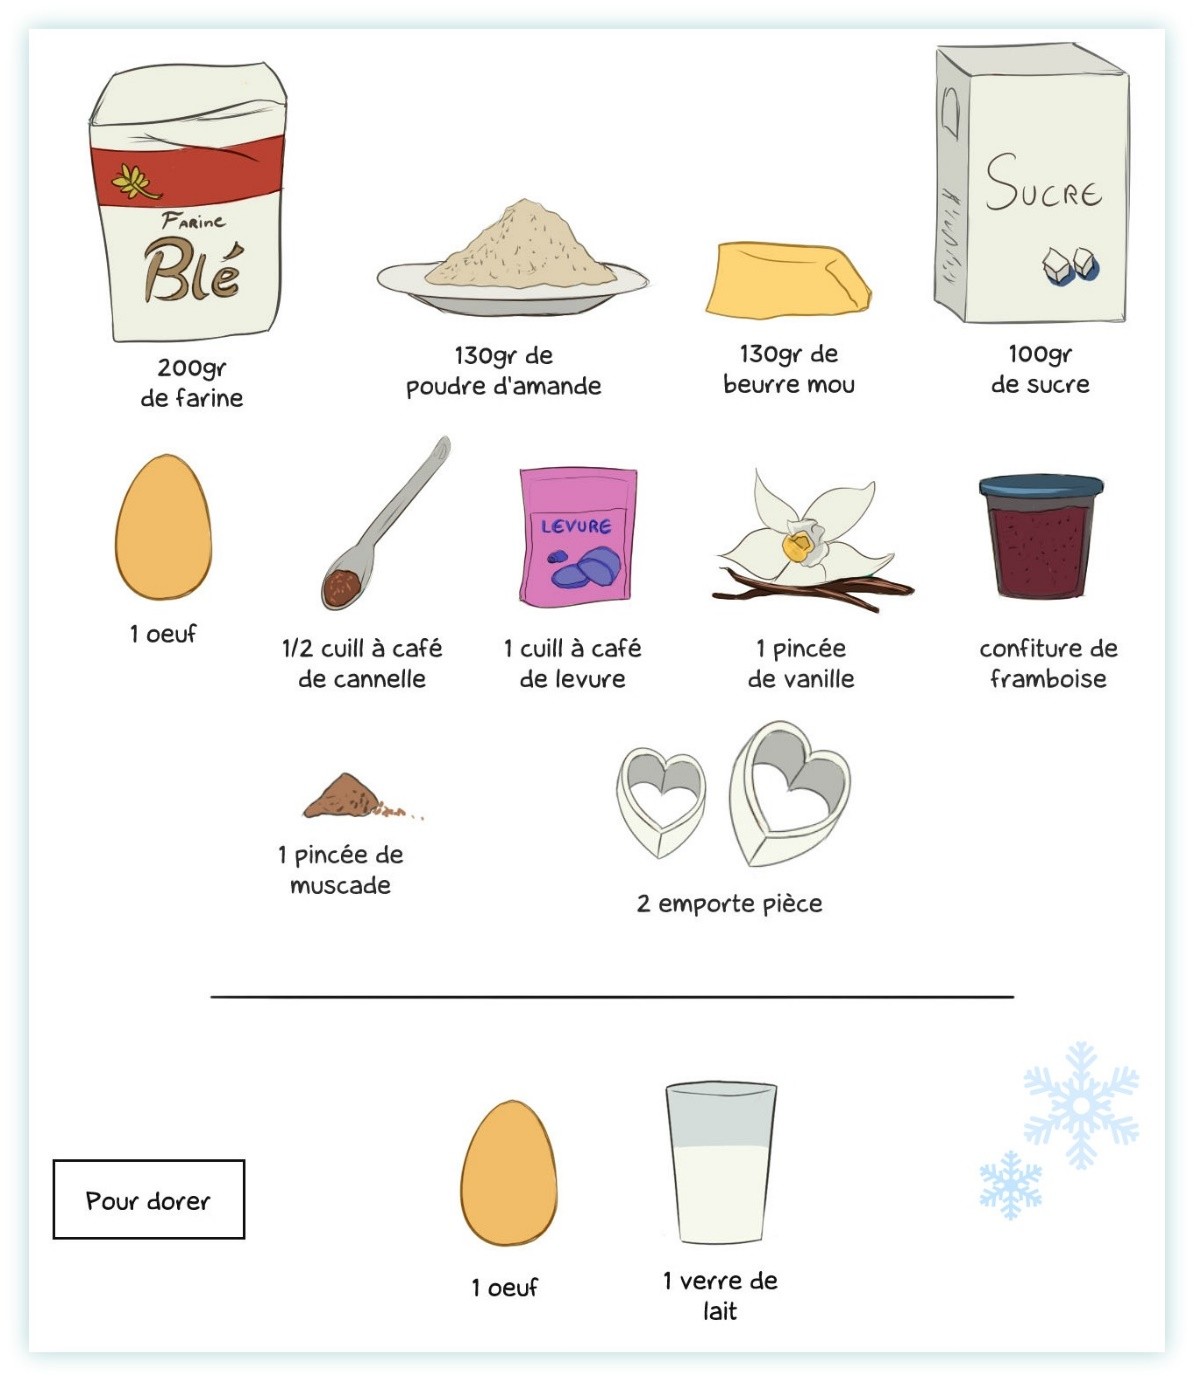 Farine
Blé
Sucre
200gr
de farine
130gr de
poudre d'amande
130gr de
beurre mou
100gr
de sucre
LEVURE
1 oeuf
1/2 cuill à café
de cannelle
1 cuill à café
de levure
1 pincée
de vanille
confiture de
framboise
1 pincée de
muscade
2 emporte pièce
Pour dorer
1 oeuf
1 verre de
lait